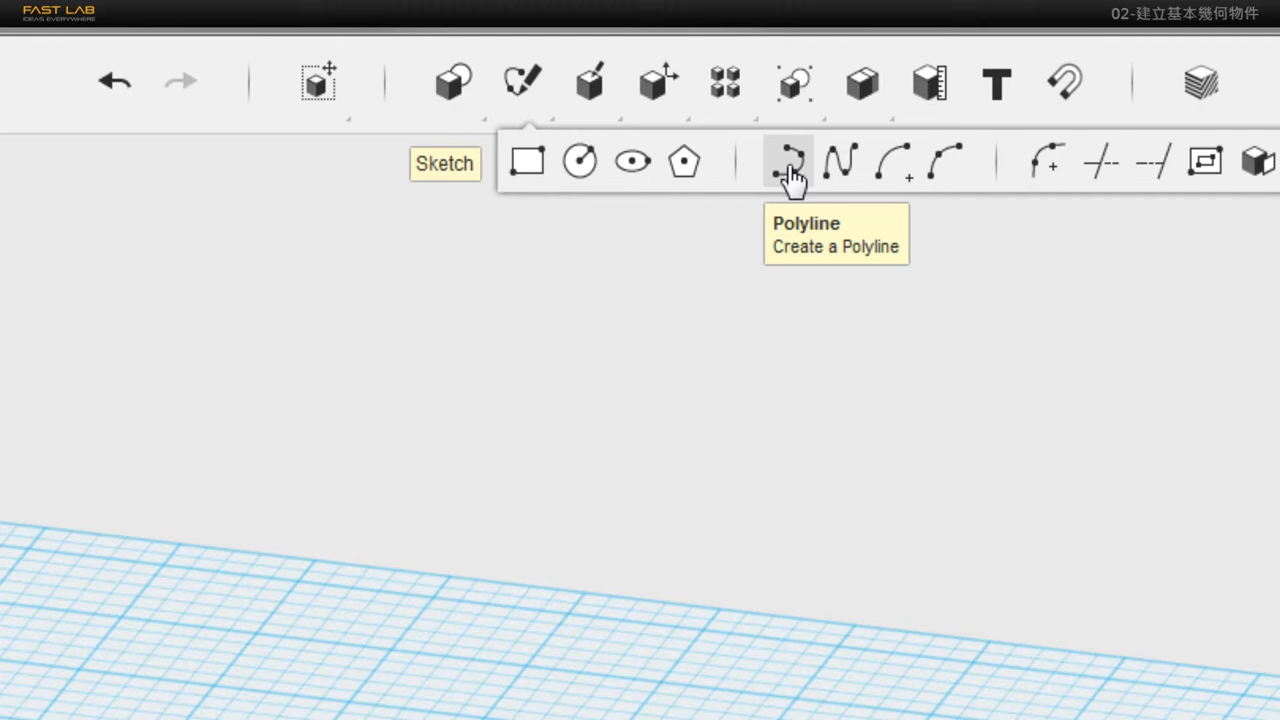 FAST LAB
IDEAS EVERYWHERE
02-建立基本幾何物件
Sketch
Polyline
Create a Polyline